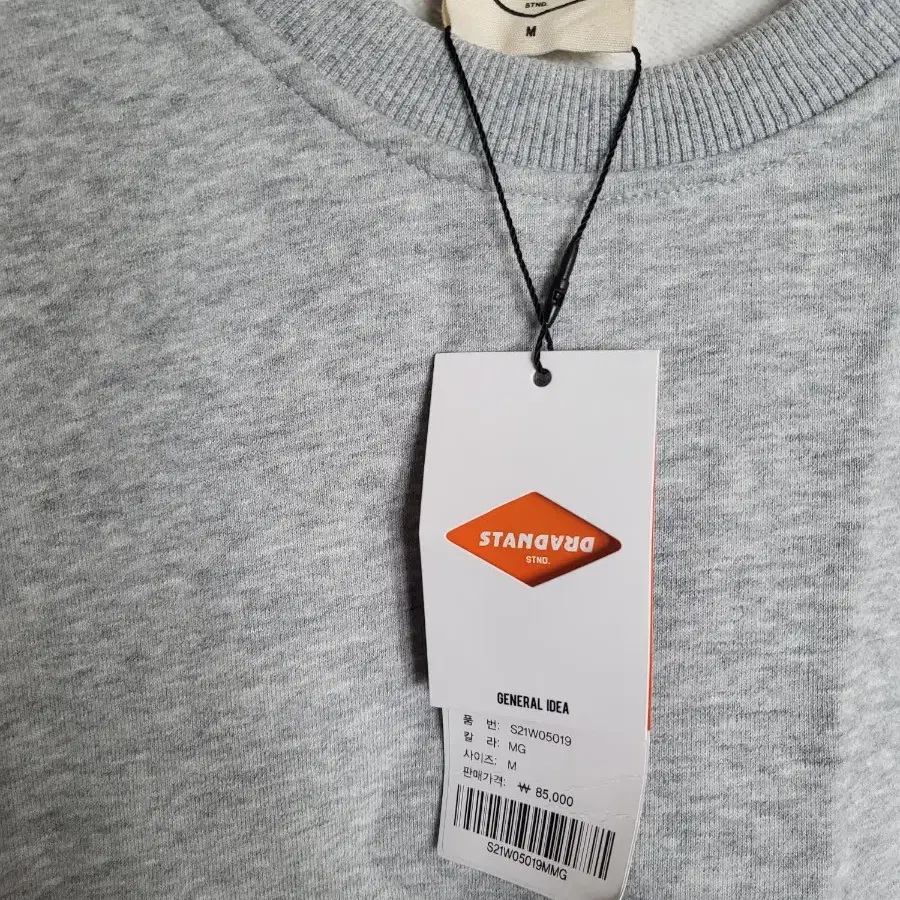 STND.
M
STANDARD
STND.
GENERAL IDEA
품 번: S21W05019
칼 라: MG
사이즈: M
판매가격: ₩ 85,000
S21W05019MMG